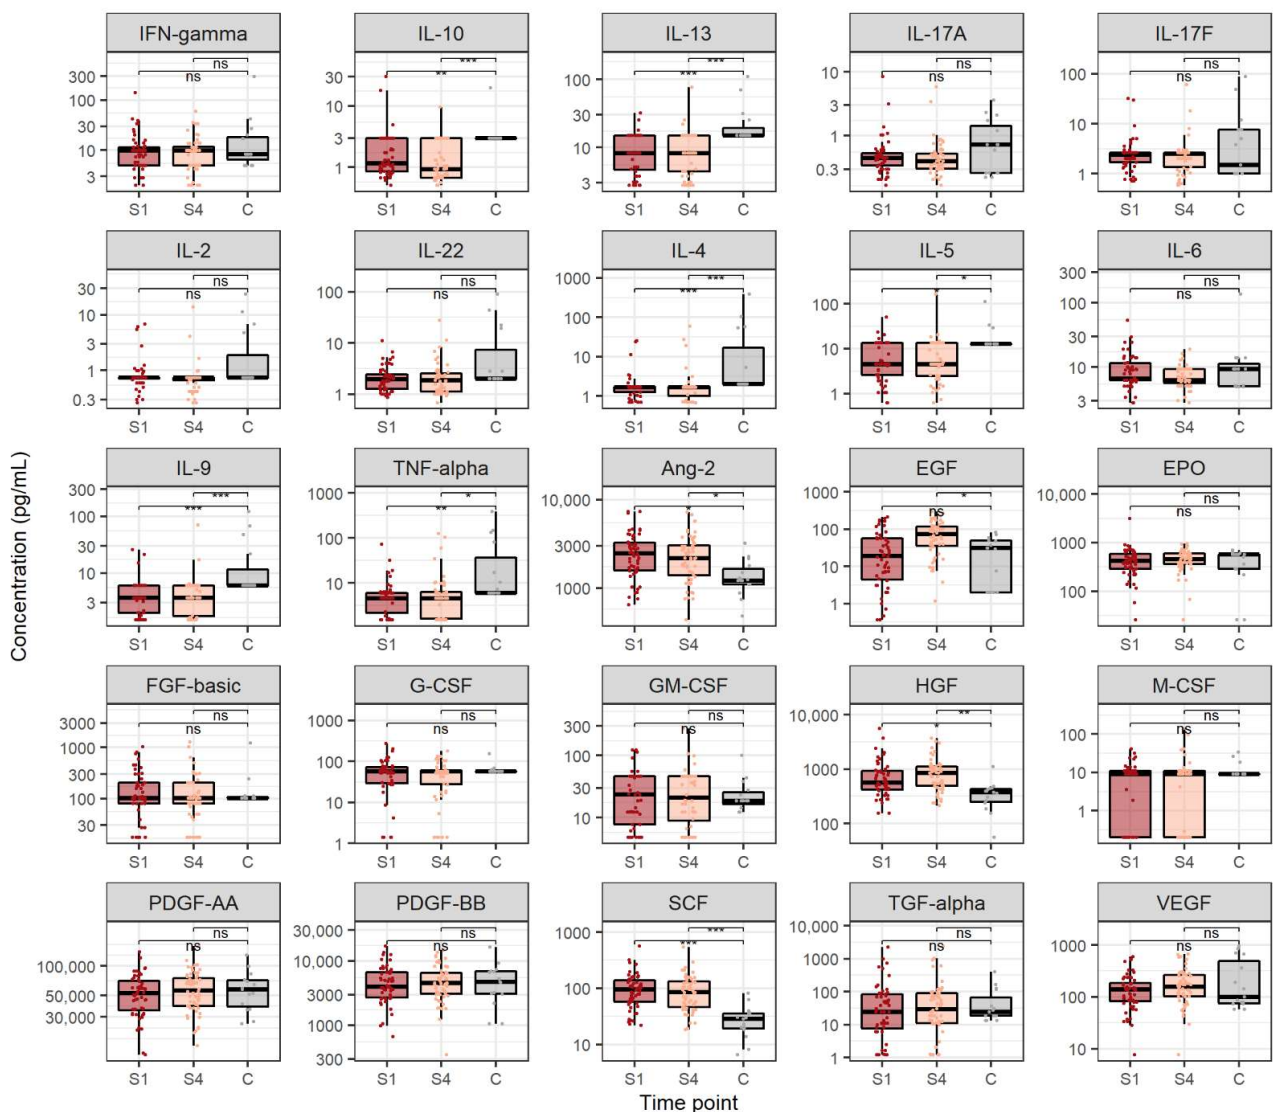 IFN-gamma IL-10 IL-13 IL-17A IL-17F
300 100 30 10 3 ns ns S1 S4 C
30 10 3 1 *** ** S1 S4 C
100 30 10 3 *** *** S1 S4 C
10 3 1 0.3 ns ns S1 S4 C
100 10 1 ns ns S1 S4 C
IL-2 IL-22 IL-4 IL-5 IL-6
30 10 3 1 0.3 ns ns S1 S4 C
100 10 1 ns ns S1 S4 C
1000 100 10 1 *** *** S1 S4 C
100 10 1 * * S1 S4 C
300 100 30 10 3 ns ns S1 S4 C
Concentration (pg/mL)
IL-9 TNF-alpha Ang-2 EGF EPO
300 100 30 10 3 *** *** S1 S4 C
1000 100 10 1 * ** S1 S4 C
10,000 3000 1000 * * S1 S4 C
1000 100 10 1 * ns S1 S4 C
10,000 1000 100 ns ns S1 S4 C
FGF-basic G-CSF GM-CSF HGF M-CSF
3000 1000 300 100 30 ns ns S1 S4 C
1000 100 10 1 ns ns S1 S4 C
300 100 30 10 ns ns S1 S4 C
10,000 1000 100 ** * S1 S4 C
100 10 1 ns ns S1 S4 C
PDGF-AA PDGF-BB SCF TGF-alpha VEGF
100,000 50,000 30,000 ns ns S1 S4 C
30,000 10,000 3000 1000 300 ns ns S1 S4 C
1000 100 10 *** *** S1 S4 C
10,000 1000 100 10 1 ns ns S1 S4 C
1000 100 10 ns ns S1 S4 C
Time point